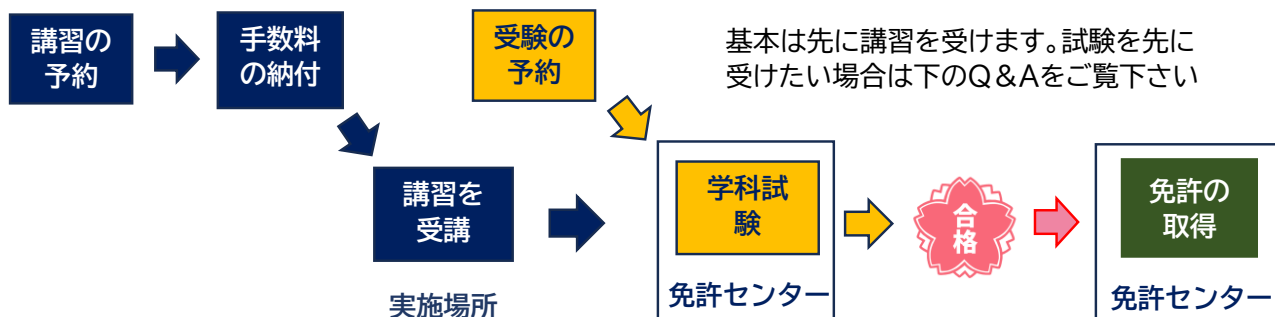 講習の
予約
手数料
の納付
受験の
予約
基本は先に講習を受けます。試験を先に
受けたい場合は下のQ&Aをご覧下さい
講習を
受講
実施場所
学科試
験
免許センター
合
格
免許の
取得
免許センター